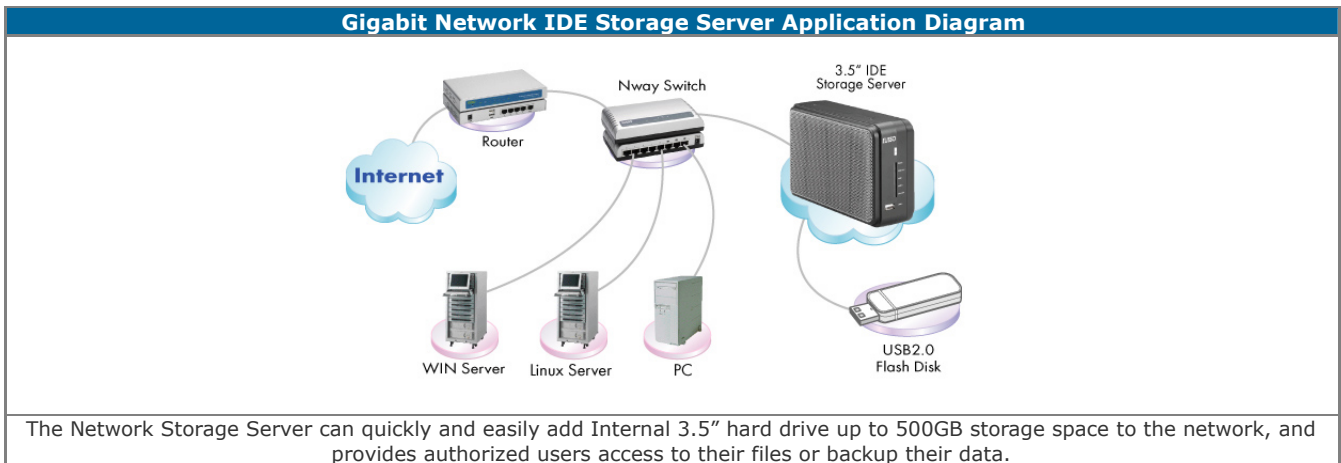 Gigabit Network IDE Storage Server Application Diagram
3.5” IDE
Storage Server
Nway Switch
Router
Internet
WIN Server
Linux Server
PC
USB2.0
Flash Disk
The Network Storage Server can quickly and easily add Internal 3.5” hard drive up to 500GB storage space to the network, and
provides authorized users access to their files or backup their data.